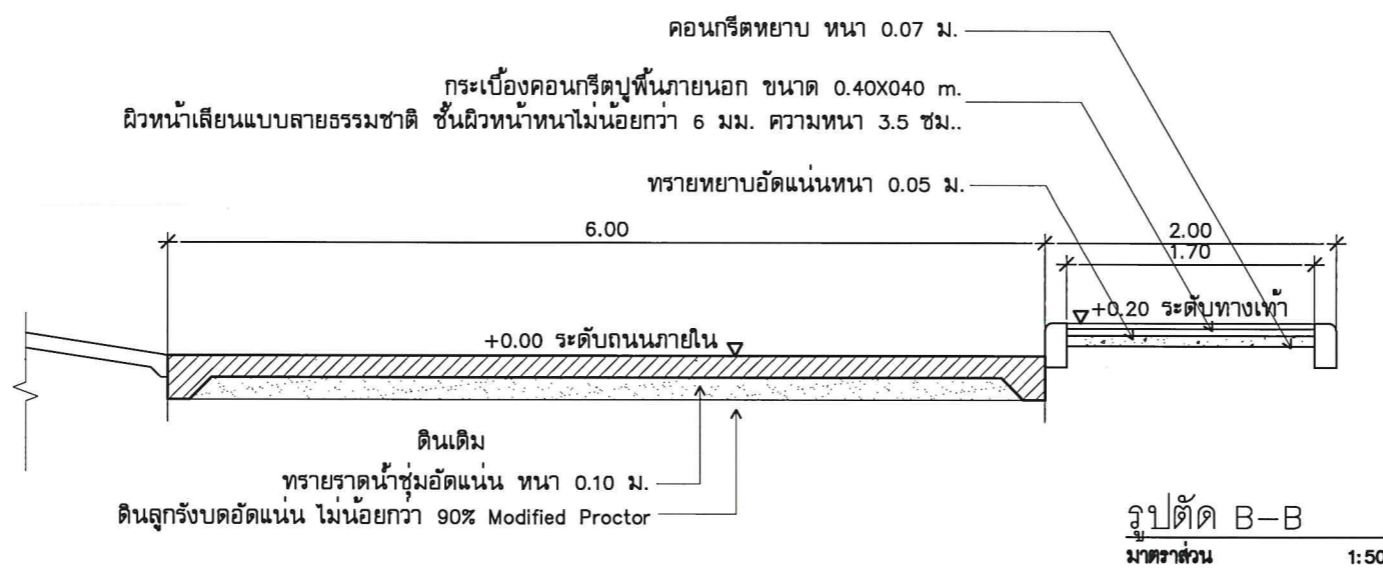 คอนกรีตหยาบ หนา 0.07 ม.
กระเบื้องคอนกรีตปูพื้นภายนอก ขนาด 0.40X040 m.
ผิวหน้าเลียนแบบลายธรรมชาติ ชั้นผิวหน้าหนาไม่น้อยกว่า 6 มม. ความหนา 3.5 ซม..
ทรายหยาบอัดแน่นหนา 0.05 ม.
6.00
2.00
1.70
+0.20 ระดับทางเท้า
+0.00 ระดับถนนภายใน
ดินเดิม
ทรายราดน้ำชุ่มอัดแน่น หนา 0.10 ม.
ดินลูกรังบดอัดแน่น ไม่น้อยกว่า 90% Modified Proctor
รูปตัด B-B
มาตราส่วน 1:50